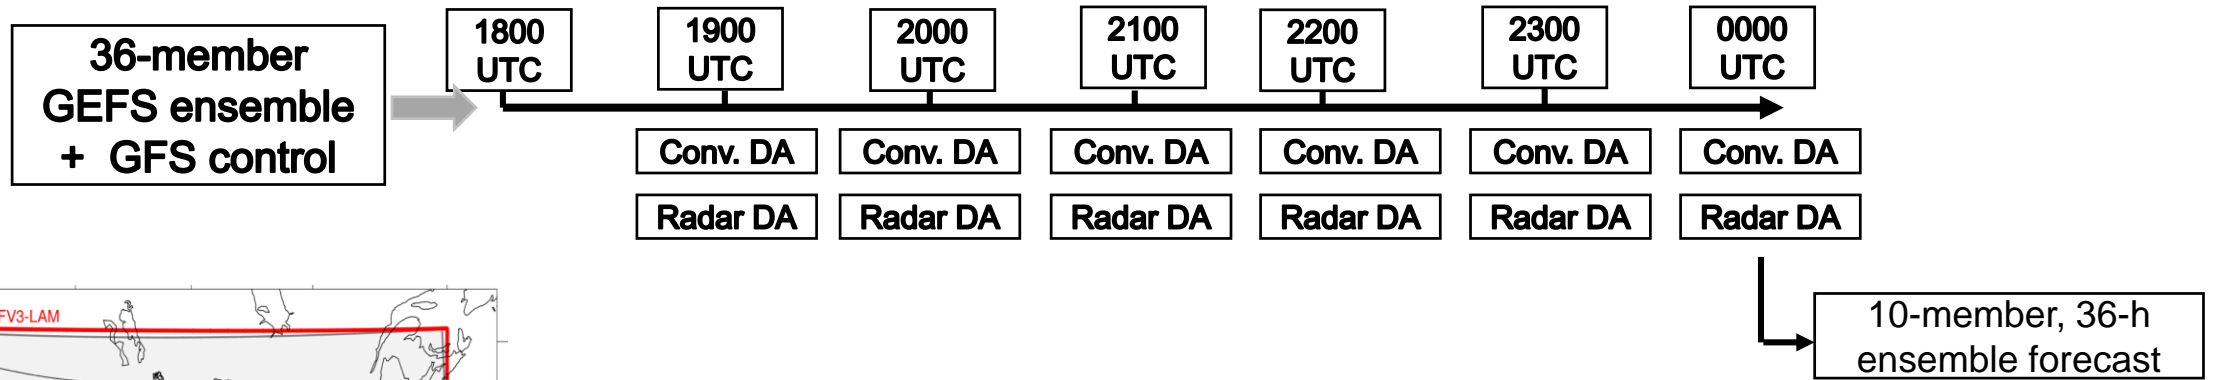 36-member
GEFS ensemble
+ GFS control
1800
UTC
1900
UTC
2000
UTC
2100
UTC
2200
UTC
2300
UTC
0000
UTC
Conv. DA
Conv. DA
Conv. DA
Conv. DA
Conv. DA
Conv. DA
Radar DA
Radar DA
Radar DA
Radar DA
Radar DA
Radar DA
FV3-LAM
10-member, 36-h
ensemble forecast